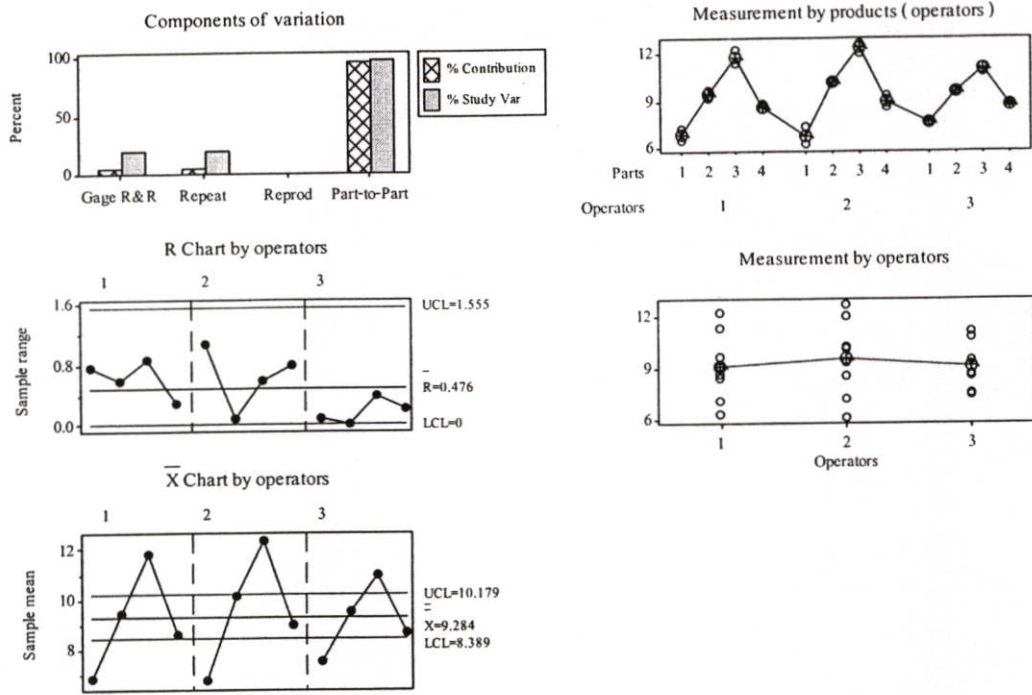 Components of variation
100
50
0
Percent
Gage R&R Repeat Reprod Part-to-Part
% Contribution
% Study Var
Measurement by products ( operators )
12
9
6
Parts 1 2 3 4 1 2 3 4 1 2 3 4
Operators 1 2 3
R Chart by operators
1 2 3
1.6
0.8
0.0
Sample range
UCL=1.555
R=0.476
LCL=0
Measurement by operators
12
9
6
1 2 3
Operators
X Chart by operators
1 2 3
12
10
8
Sample mean
UCL=10.179
X=9.284
LCL=8.389